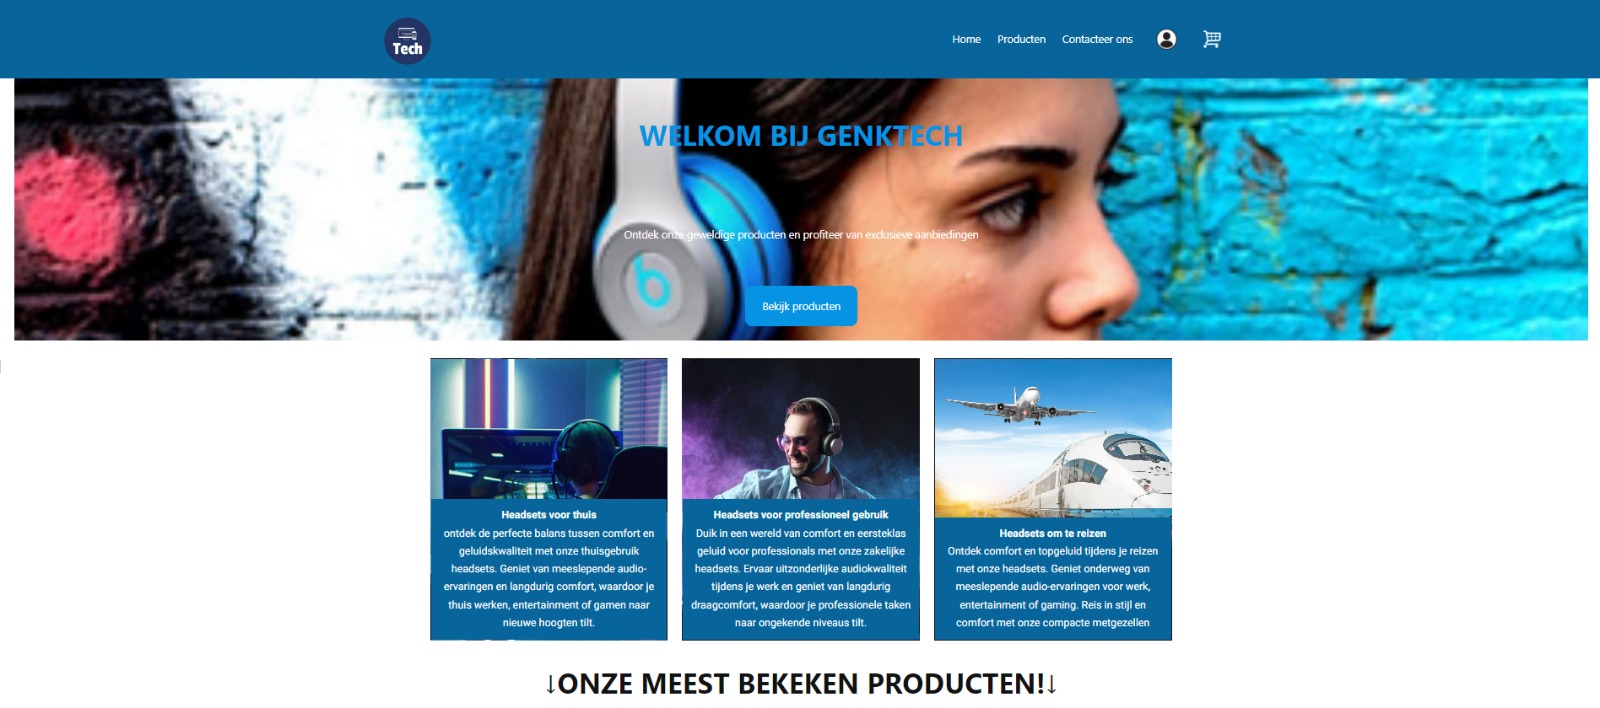 Tech
Home Producten Contacteer ons
WELKOM BIJ GENKTECH
Ontdek onze geweldige producten en profiteer van exclusieve aanbiedingen
Bekijk producten
Headsets voor thuis
ontdek de perfecte balans tussen comfort en
geluidskwaliteit met onze thuisgebruik
headsets. Geniet van meeslepende audio-
ervaringen en langdurig comfort, waardoor je
thuis werken, entertainment of gamen naar
nieuwe hoogten tilt.
Headsets voor professioneel gebruik
Duik in een wereld van comfort en eersteklas
geluid voor professionals met onze zakelijke
headsets. Ervaar uitzonderlijke audiokwaliteit
tijdens je werk en geniet van langdurig
draagcomfort, waardoor je professionele taken
naar ongekende niveaus tilt.
Headsets om te reizen
Ontdek comfort en topgeluid tijdens je reizen
met onze headsets. Geniet onderweg van
meeslepende audio-ervaringen voor werk,
entertainment of gaming. Reis in stijl en
comfort met onze compacte metgezellen
↓ONZE MEEST BEKEKEN PRODUCTEN!↓